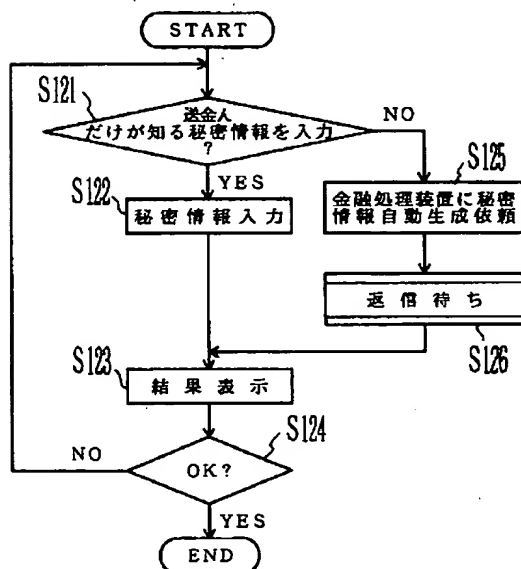 START
S121
送金人
だけが知る秘密情報を入力
?
NO
YES
S125
金融処理装置に秘密
情報自動生成依頼
S122
秘密情報入力
返信待ち
S126
S123
結果表示
S124
NO
OK?
YES
END